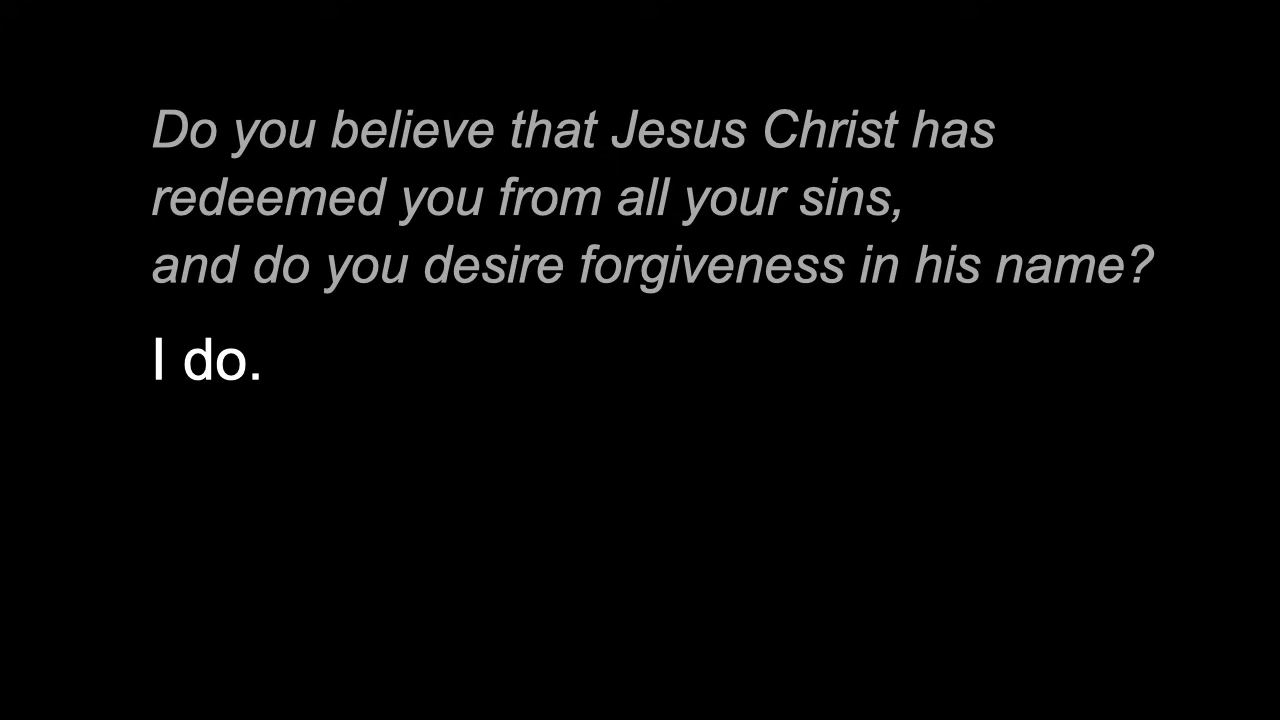 Do you believe that Jesus Christ has
redeemed you from all your sins,
and do you desire forgiveness in his name?
I do.